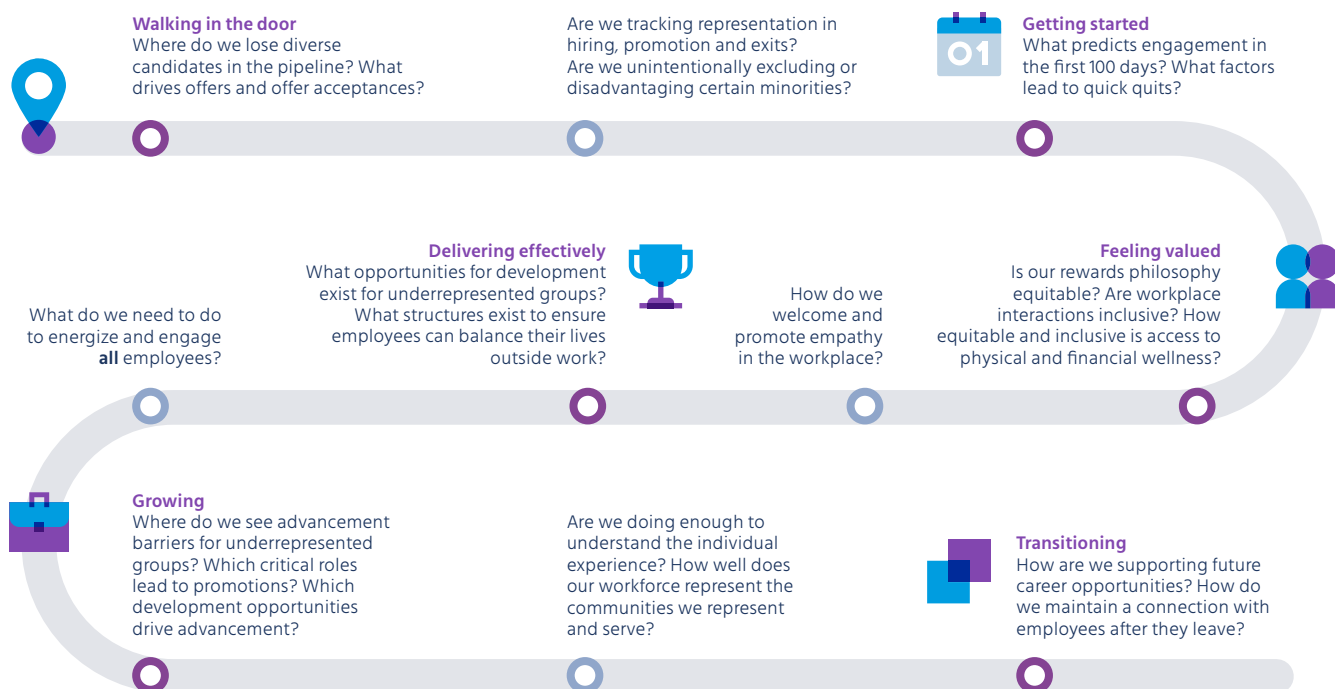 Walking in the door
Where do we lose diverse
candidates in the pipeline? What
drives offers and offer acceptances?
Are we tracking representation in
hiring, promotion and exits?
Are we unintentionally excluding or
disadvantaging certain minorities?
01
Getting started
What predicts engagement in
the first 100 days? What factors
lead to quick quits?
Feeling valued
Is our rewards philosophy
equitable? Are workplace
interactions inclusive? How
equitable and inclusive is access to
physical and financial wellness?
How do we
welcome and
promote empathy
in the workplace?
Delivering effectively
What opportunities for development
exist for underrepresented groups?
What structures exist to ensure
employees can balance their lives
outside work?
What do we need to do
to energize and engage
all employees?
Growing
Where do we see advancement
barriers for underrepresented
groups? Which critical roles
lead to promotions? Which
development opportunities
drive advancement?
Are we doing enough to
understand the individual
experience? How well does
our workforce represent the
communities we represent
and serve?
Transitioning
How are we supporting future
career opportunities? How do
we maintain a connection with
employees after they leave?